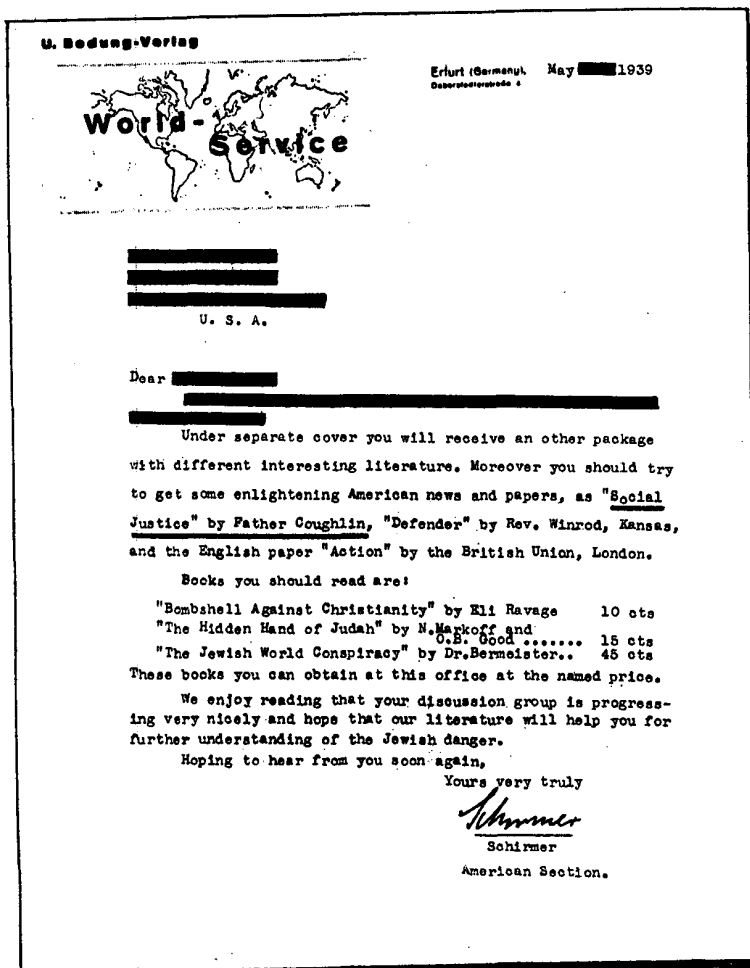 U. Bodung-Verlag
Erfurt (Germany), May 1939
World-
Service
U. S. A.
Dear
Under separate cover you will receive an other package
with different interesting literature. Moreover you should try
to get some enlightening American news and papers, as "Social
Justice" by Father Coughlin, "Defender" by Rev. Winrod, Kansas,
and the English paper "Action" by the British Union, London.
Books you should read are:
"Bombshell Against Christianity" by Eli Ravage 10 cts
"The Hidden Hand of Judah" by N.Markoff and
C.B. Good ....... 15 cts
"The Jewish World Conspiracy" by Dr.Bermeister.. 45 cts
These books you can obtain at this office at the named price.
We enjoy reading that your discussion group is progress-
ing very nicely and hope that our literature will help you for
further understanding of the Jewish danger.
Hoping to hear from you soon again,
Yours very truly
Schirmer
Schirmer
American Section.